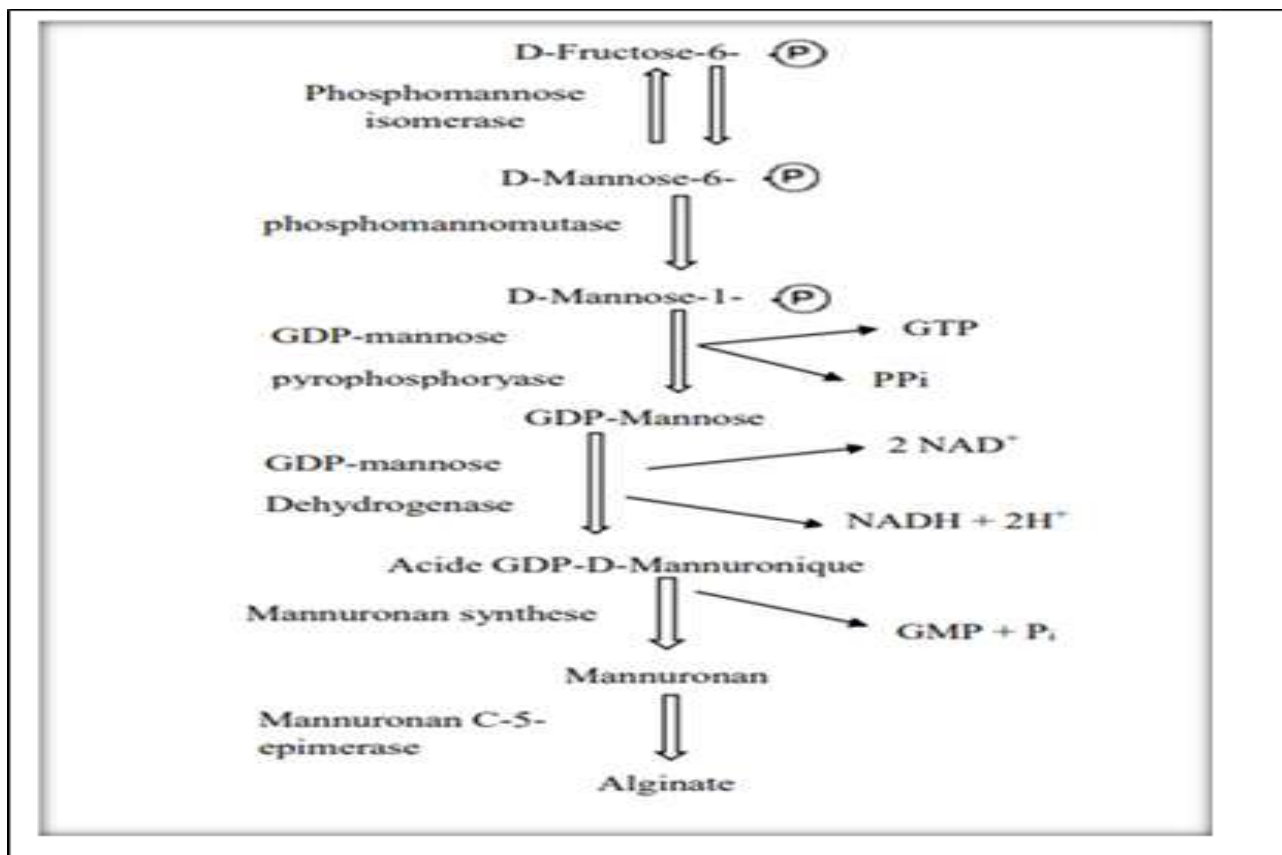 D-Fructose-6- P
Phosphomannose
isomerase
D-Mannose-6- P
phosphomannomutase
D-Mannose-1- P
GDP-mannose
GTP
pyrophosphoryase
PPi
GDP-Mannose
2 NAD⁺
GDP-mannose
Dehydrogenase
NADH + 2H⁺
Acide GDP-D-Mannuronique
Mannuronan synthese
GMP + Pᵢ
Mannuronan
Mannuronan C-5-
epimerase
Alginate